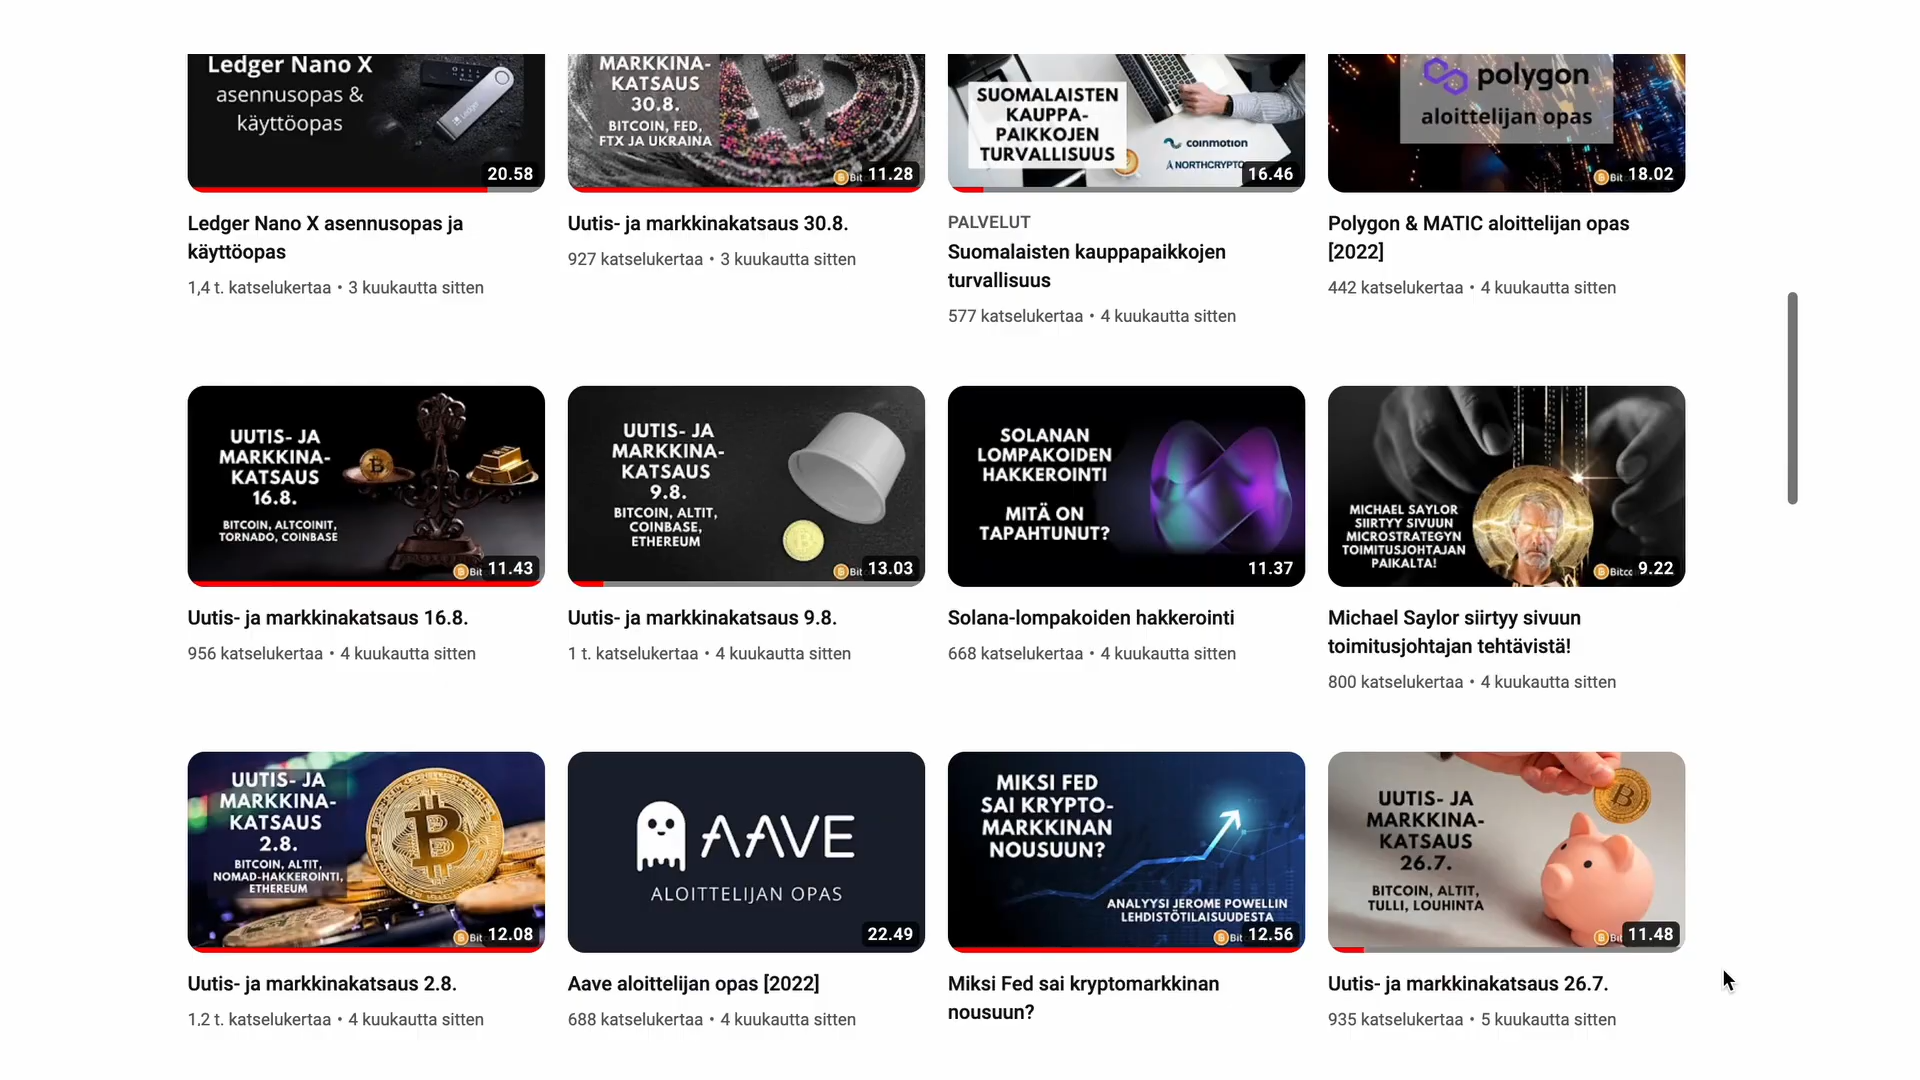 Ledger Nano X
asennusopas &
käyttöopas
20.58
MARKKINA-
KATSAUS
30.8.
BITCOIN, FED,
FTX JA UKRAINA
Bit
11.28
SUOMALAISTEN
KAUPPA-
PAIKKOJEN
TURVALLISUUS
coinmotion
NORTHCRYPTO
16.46
polygon
aloittelijan opas
Bit
18.02
Ledger Nano X asennusopas ja
käyttöopas
1,4 t. katselukertaa • 3 kuukautta sitten
Uutis- ja markkinakatsaus 30.8.
927 katselukertaa • 3 kuukautta sitten
PALVELUT
Suomalaisten kauppapaikkojen
turvallisuus
577 katselukertaa • 4 kuukautta sitten
Polygon & MATIC aloittelijan opas
[2022]
442 katselukertaa • 4 kuukautta sitten
UUTIS- JA
MARKKINA-
KATSAUS
16.8.
BITCOIN, ALTCOINIT,
TORNADO, COINBASE
Bit
11.43
UUTIS- JA
MARKKINA-
KATSAUS
9.8.
BITCOIN, ALTIT,
COINBASE,
ETHEREUM
Bit
13.03
SOLANAN
LOMPAKOIDEN
HAKKEROINTI
MITÄ ON
TAPAHTUNUT?
11.37
MICHAEL SAYLOR
SIIRTYY SIVUUN
MICROSTRATEGYN
TOIMITUSJOHTAJAN
PAIKALTA!
Bitcc
9.22
Uutis- ja markkinakatsaus 16.8.
956 katselukertaa • 4 kuukautta sitten
Uutis- ja markkinakatsaus 9.8.
1 t. katselukertaa • 4 kuukautta sitten
Solana-lompakoiden hakkerointi
668 katselukertaa • 4 kuukautta sitten
Michael Saylor siirtyy sivuun
toimitusjohtajan tehtävistä!
800 katselukertaa • 4 kuukautta sitten
UUTIS- JA
MARKKINA-
KATSAUS
2.8.
BITCOIN, ALTIT,
NOMAD-HAKKEROINTI,
ETHEREUM
Bit
12.08
AAVE
ALOITTELIJAN OPAS
22.49
MIKSI FED
SAI KRYPTO-
MARKKINAN
NOUSUUN?
ANALYYSI JEROME POWELLIN
LEHDISTÖTILAISUUDESTA
Bit
12.56
UUTIS- JA
MARKKINA-
KATSAUS
26.7.
BITCOIN, ALTIT,
TULLI, LOUHINTA
Bit
11.48
Uutis- ja markkinakatsaus 2.8.
1,2 t. katselukertaa • 4 kuukautta sitten
Aave aloittelijan opas [2022]
688 katselukertaa • 4 kuukautta sitten
Miksi Fed sai kryptomarkkinan
nousuun?
Uutis- ja markkinakatsaus 26.7.
935 katselukertaa • 5 kuukautta sitten